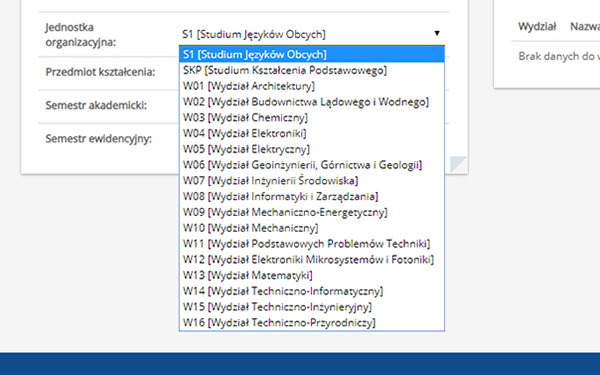 Jednostka
organizacyjna:
S1 [Studium Języków Obcych]
S1 [Studium Języków Obcych]
SKP [Studium Kształcenia Podstawowego]
Przedmiot kształcenia:
W01 [Wydział Architektury]
W02 [Wydział Budownictwa Lądowego i Wodnego]
Semestr akademicki:
W03 [Wydział Chemiczny]
W04 [Wydział Elektroniki]
Semestr ewidencyjny:
W05 [Wydział Elektryczny]
W06 [Wydział Geoinżynierii, Górnictwa i Geologii]
W07 [Wydział Inżynierii Środowiska]
W08 [Wydział Informatyki i Zarządzania]
W09 [Wydział Mechaniczno-Energetyczny]
W10 [Wydział Mechaniczny]
W11 [Wydział Podstawowych Problemów Techniki]
W12 [Wydział Elektroniki Mikrosystemów i Fotoniki]
W13 [Wydział Matematyki]
W14 [Wydział Techniczno-Informatyczny]
W15 [Wydział Techniczno-Inżynieryjny]
W16 [Wydział Techniczno-Przyrodniczy]
Wydział Nazwa
Brak danych do